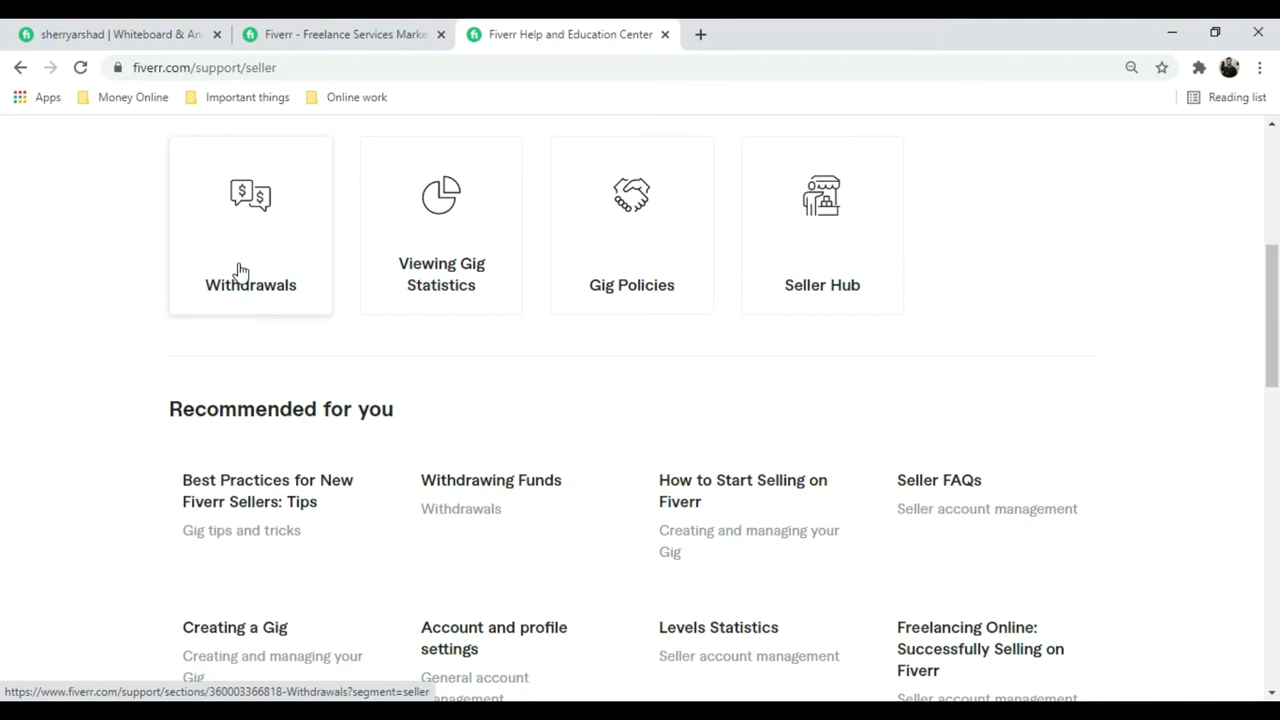 sherryarshad | Whiteboard & An
Fiverr - Freelance Services Marke
Fiverr Help and Education Center
fiverr.com/support/seller
Apps
Money Online
Important things
Online work
Reading list
Withdrawals
Viewing Gig
Statistics
Gig Policies
Seller Hub
Recommended for you
Best Practices for New
Fiverr Sellers: Tips
Gig tips and tricks
Withdrawing Funds
Withdrawals
How to Start Selling on
Fiverr
Creating and managing your
Gig
Seller FAQs
Seller account management
Creating a Gig
Creating and managing your
Gig
Account and profile
settings
General account
management
Levels Statistics
Seller account management
Freelancing Online:
Successfully Selling on
Fiverr
Seller account management
https://www.fiverr.com/support/sections/360003366818-Withdrawals?segment=seller